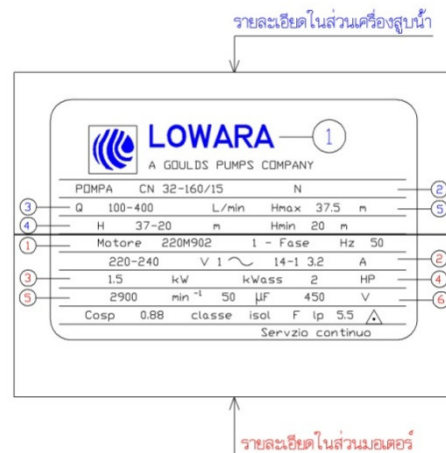 รายละเอียดในส่วนเครื่องสูบน้ำ
LOWARA 1
A GOULDS PUMPS COMPANY
POMPA CN 32-160/15 N 2
3 Q 100-400 L/min Hmax 37.5 m 5
4 H 37-20 m Hmin 20 m
1 Motore 220M902 1 - Fase Hz 50
220-240 V 1 ~ 14-1 3.2 A 2
3 1.5 kW kWass 2 HP 4
5 2900 min -1 50 µF 450 V 6
Cosp 0.88 classe isol F lp 5.5
Servzio continuo
รายละเอียดในส่วนมอเตอร์